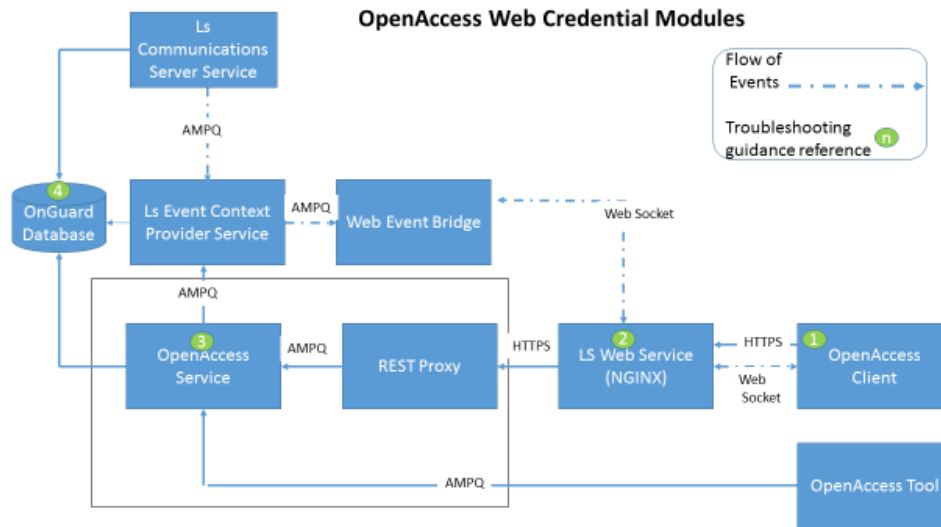 OpenAccess Web Credential Modules
Ls
Communications
Server Service
Flow of
Events
Troubleshooting
guidance reference
n
AMPQ
4
OnGuard
Database
Ls Event Context
Provider Service
AMPQ
Web Event Bridge
Web Socket
AMPQ
3
OpenAccess
Service
AMPQ
REST Proxy
HTTPS
2
LS Web Service
(NGINX)
HTTPS
Web
Socket
1
OpenAccess
Client
AMPQ
OpenAccess Tool